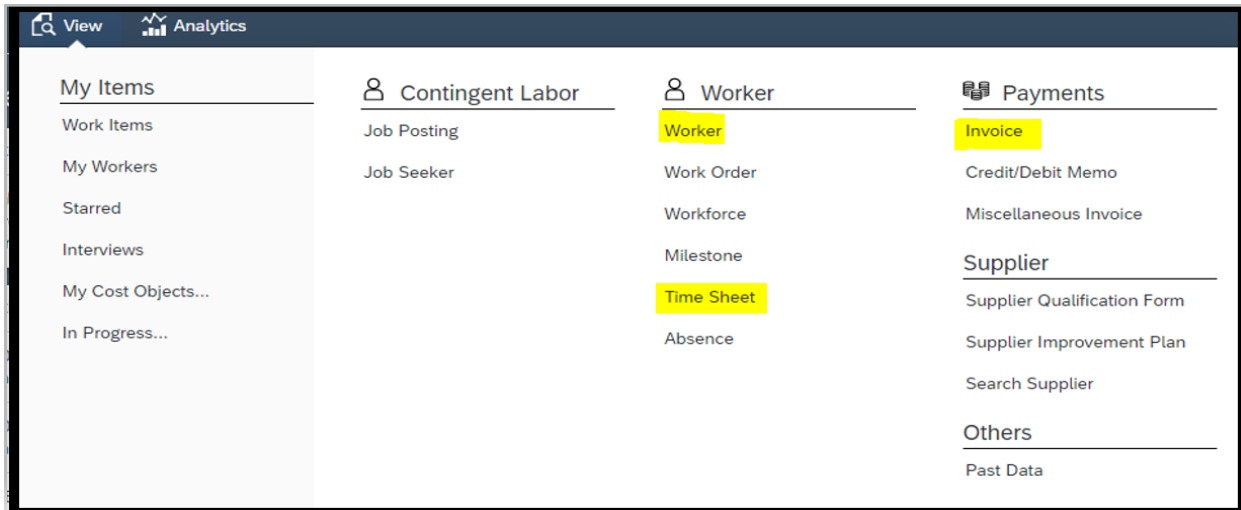 View Analytics
My Items
Work Items
My Workers
Starred
Interviews
My Cost Objects...
In Progress...
Contingent Labor
Job Posting
Job Seeker
Worker
Worker
Work Order
Workforce
Milestone
Time Sheet
Absence
Payments
Invoice
Credit/Debit Memo
Miscellaneous Invoice
Supplier
Supplier Qualification Form
Supplier Improvement Plan
Search Supplier
Others
Past Data